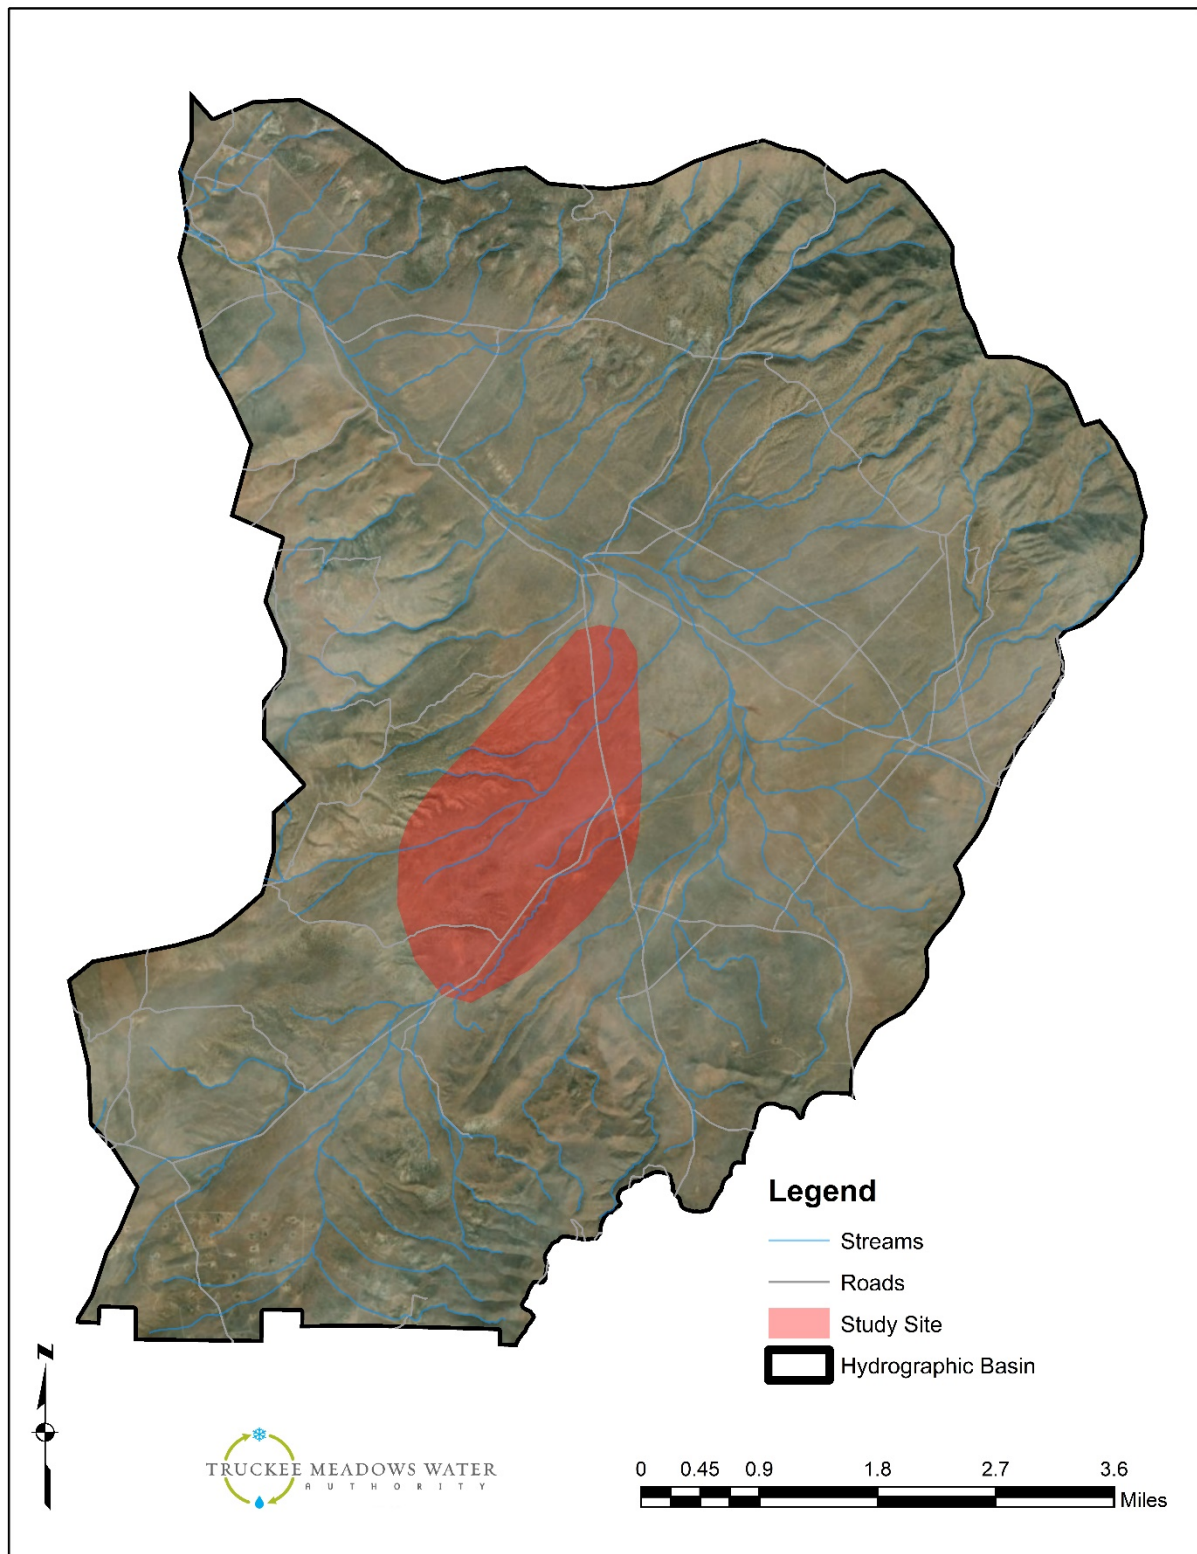 Legend
Streams
Roads
Study Site
Hydrographic Basin
N
TRUCKEE MEADOWS WATER
AUTHORITY
0 0.45 0.9 1.8 2.7 3.6
Miles